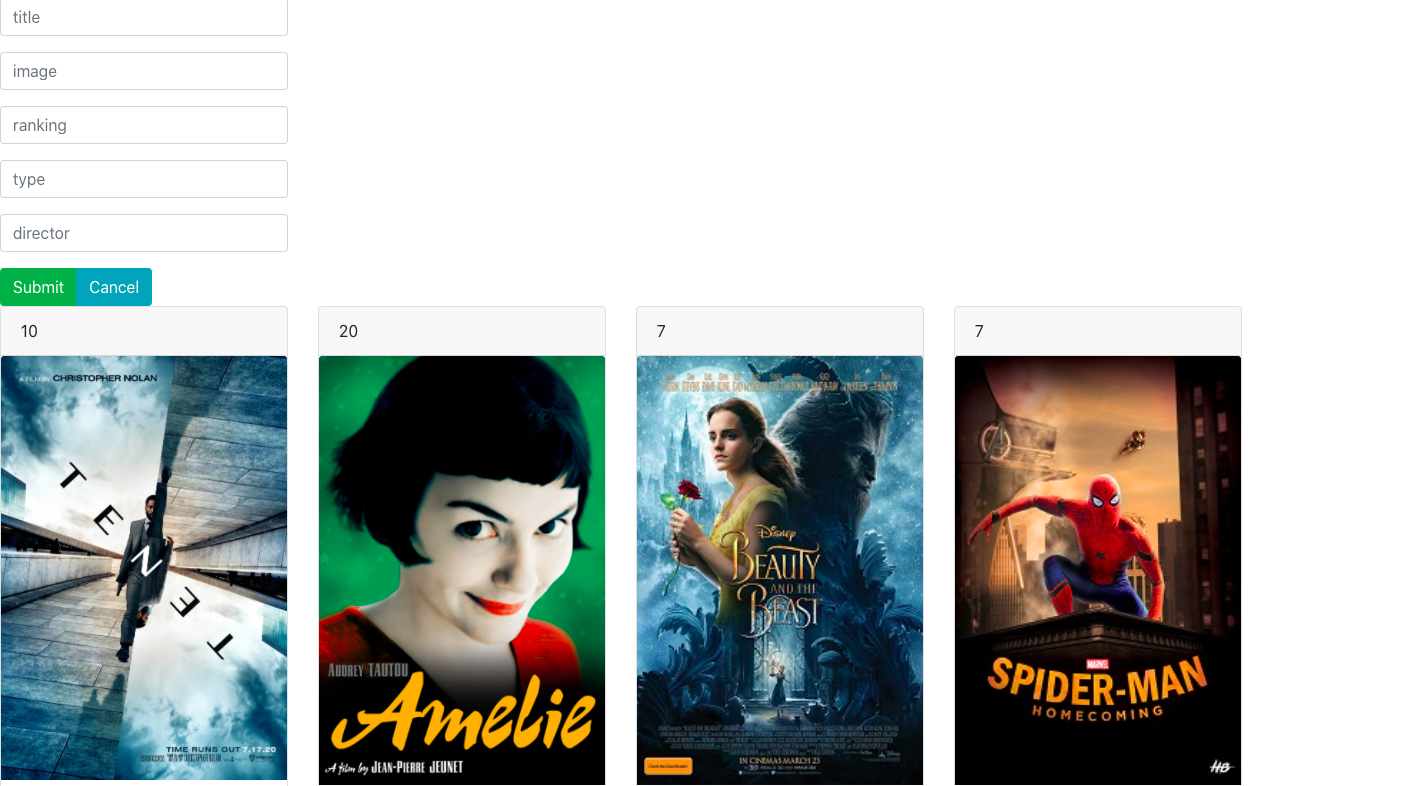 title
image
ranking
type
director
Submit Cancel
10 20 7 7
A FILM BY CHRISTOPHER NOLAN
TENET
TIME RUNS OUT 7.17.20
AUDREY TAUTOU
Amelie
A film by JEAN-PIERRE JEUNET
Disney
BEAUTY
AND THE
BEAST
IN CINEMAS MARCH 23
MARVEL
SPIDER-MAN
HOMECOMING
HB